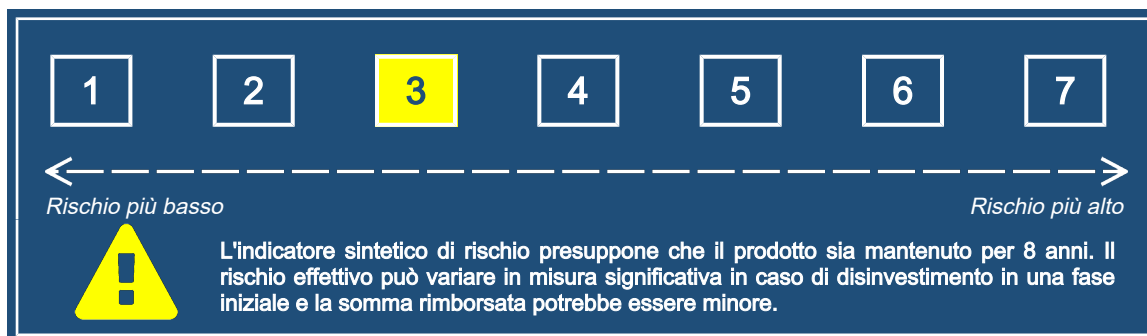 1 2 3 4 5 6 7
Rischio più basso Rischio più alto
L'indicatore sintetico di rischio presuppone che il prodotto sia mantenuto per 8 anni. Il
rischio effettivo può variare in misura significativa in caso di disinvestimento in una fase
iniziale e la somma rimborsata potrebbe essere minore.